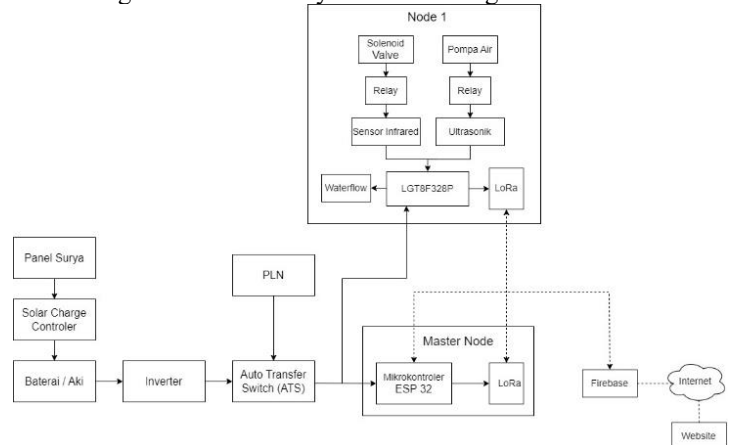 Node 1
Solenoid
Valve
Pompa Air
Relay
Relay
Sensor Infrared
Ultrasonik
Waterflow
LGT8F328P
LoRa
Panel Surya
PLN
Solar Charge
Controler
Master Node
Baterai / Aki
Inverter
Auto Transfer
Switch (ATS)
Mikrokontroler
ESP 32
LoRa
Firebase
Internet
Website